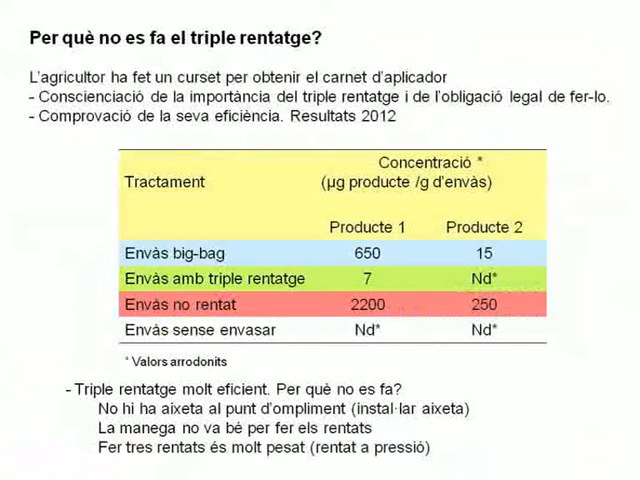 Per què no es fa el triple rentatge?
L'agricultor ha fet un curset per obtenir el carnet d'aplicador
- Conscienciació de la importància del triple rentatge i de l'obligació legal de fer-lo.
- Comprovació de la seva eficiència. Resultats 2012
Concentració *
Tractament (µg producte /g d'envàs)
Producte 1 Producte 2
Envàs big-bag 650 15
Envàs amb triple rentatge 7 Nd*
Envàs no rentat 2200 250
Envàs sense envasar Nd* Nd*
* Valors arrodonits
- Triple rentatge molt eficient. Per què no es fa?
No hi ha aixeta al punt d'ompliment (instal·lar aixeta)
La manega no va bé per fer els rentats
Fer tres rentats és molt pesat (rentat a pressió)